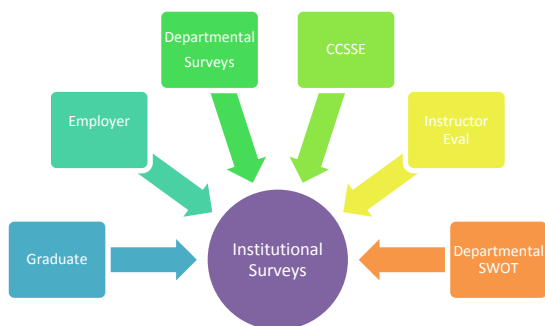 Departmental
Surveys
CCSSE
Employer
Instructor
Eval
Graduate
Institutional
Surveys
Departmental
SWOT